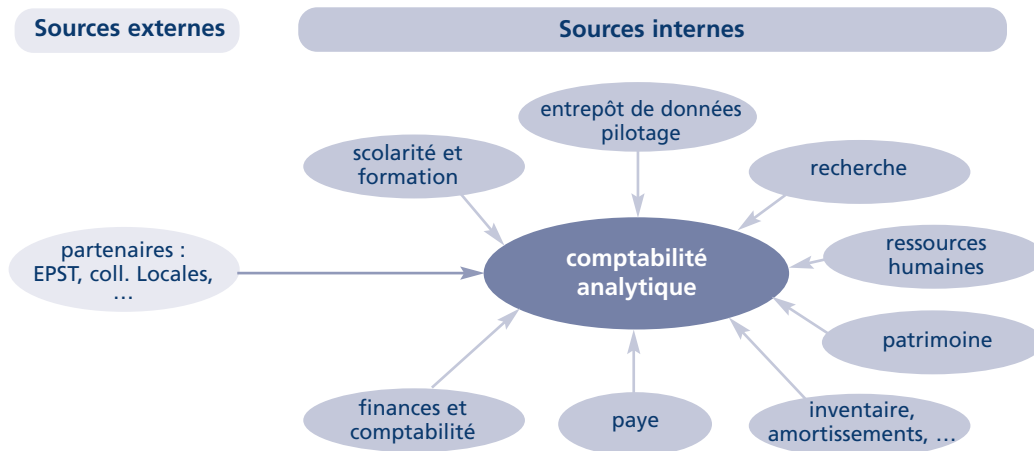 Sources externes
Sources internes
entrepôt de données
pilotage
scolarité et
formation
recherche
partenaires :
EPST, coll. Locales,
...
comptabilité
analytique
ressources
humaines
patrimoine
finances et
comptabilité
paye
inventaire,
amortissements, ...